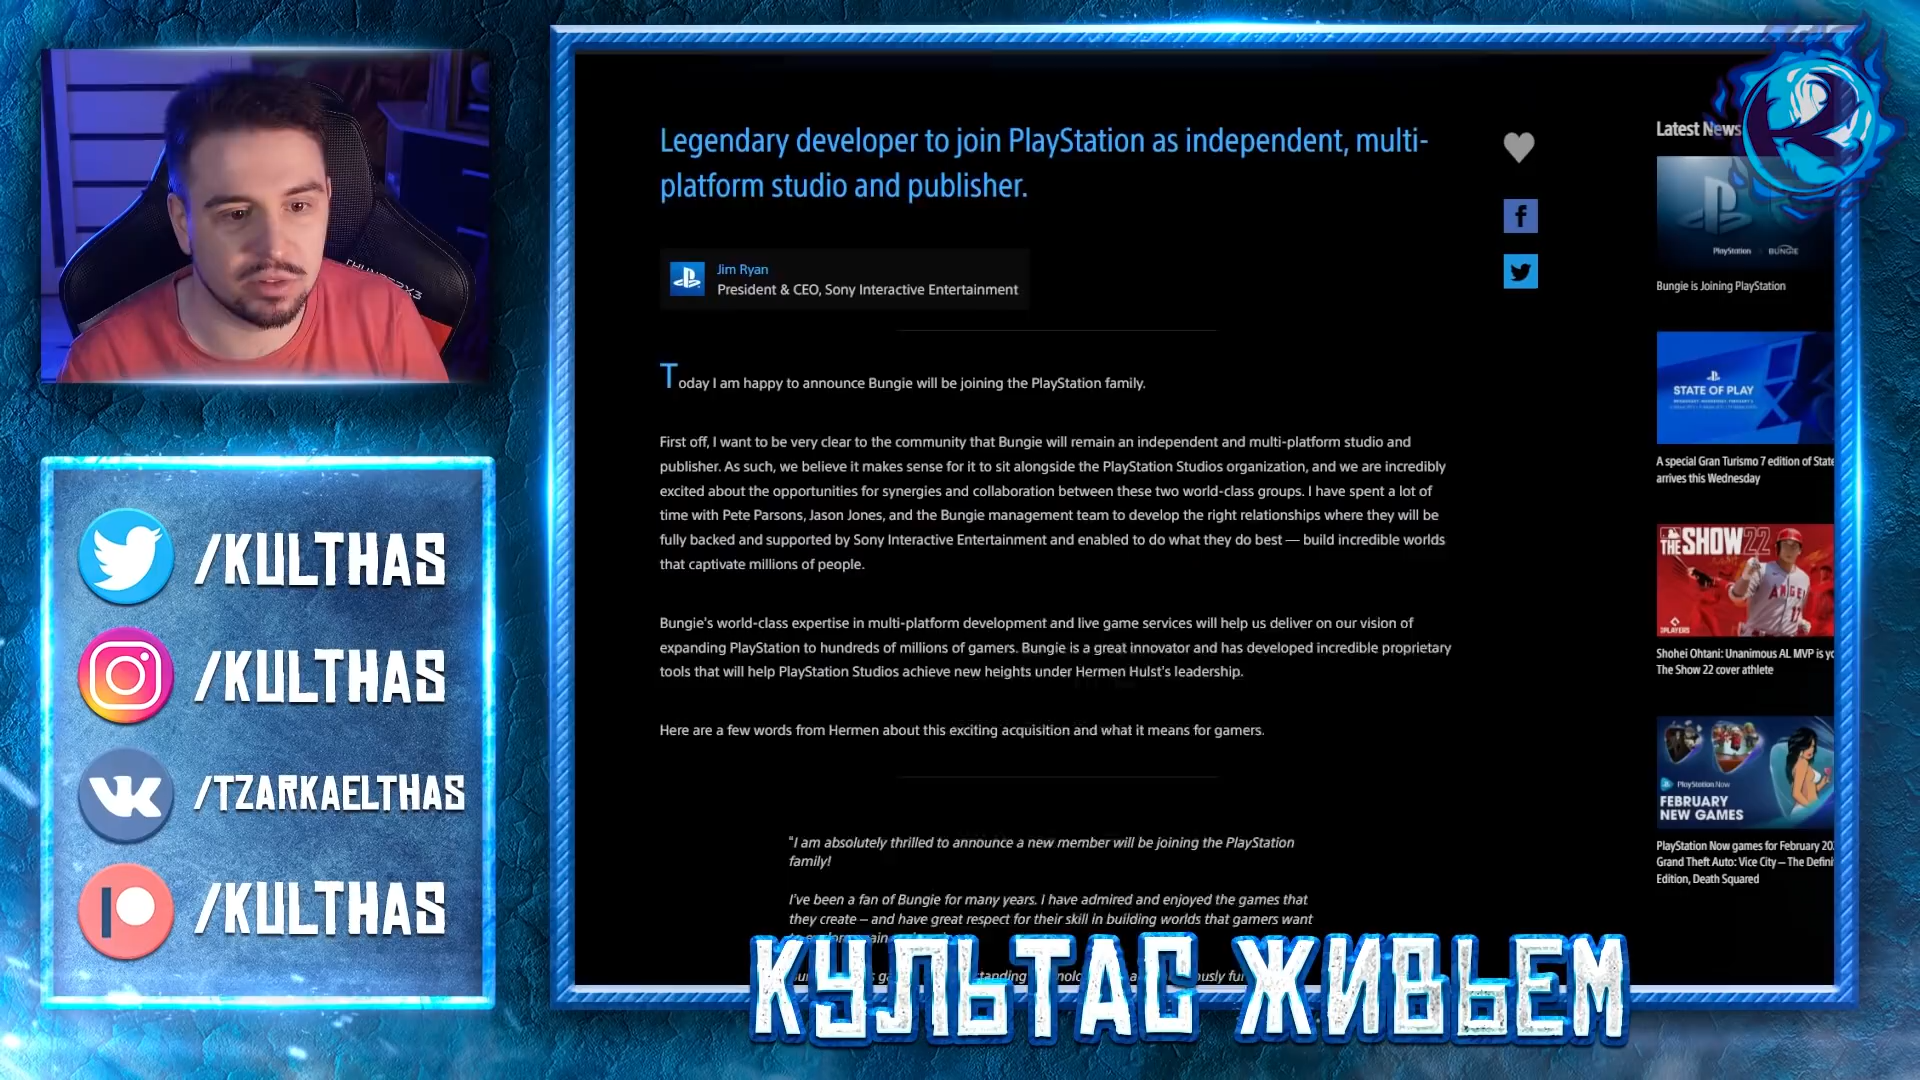 THUNDERX3
/KULTHAS
/KULTHAS
/TZARKAELTHAS
/KULTHAS
Legendary developer to join PlayStation as independent, multi-
platform studio and publisher.
Jim Ryan
President & CEO, Sony Interactive Entertainment
Today I am happy to announce Bungie will be joining the PlayStation family.
First off, I want to be very clear to the community that Bungie will remain an independent and multi-platform studio and
publisher. As such, we believe it makes sense for it to sit alongside the PlayStation Studios organization, and we are incredibly
excited about the opportunities for synergies and collaboration between these two world-class groups. I have spent a lot of
time with Pete Parsons, Jason Jones, and the Bungie management team to develop the right relationships where they will be
fully backed and supported by Sony Interactive Entertainment and enabled to do what they do best — build incredible worlds
that captivate millions of people.
Bungie's world-class expertise in multi-platform development and live game services will help us deliver on our vision of
expanding PlayStation to hundreds of millions of gamers. Bungie is a great innovator and has developed incredible proprietary
tools that will help PlayStation Studios achieve new heights under Hermen Hulst's leadership.
Here are a few words from Hermen about this exciting acquisition and what it means for gamers.
"I am absolutely thrilled to announce a new member will be joining the PlayStation
family!
I've been a fan of Bungie for many years. I have admired and enjoyed the games that
they create – and have great respect for their skill in building worlds that gamers want
КУЛЬТАС ЖИВЬЕМ
Latest News
PlayStation BUNGIE
Bungie is Joining PlayStation
STATE OF PLAY
A special Gran Turismo 7 edition of State
arrives this Wednesday
MLB
THE SHOW 22
ANGEL
17
2PLAYERS
Shohei Ohtani: Unanimous AL MVP is yo
The Show 22 cover athlete
PlayStation Now
FEBRUARY
NEW GAMES
PlayStation Now games for February 20
Grand Theft Auto: Vice City – The Defini
Edition, Death Squared